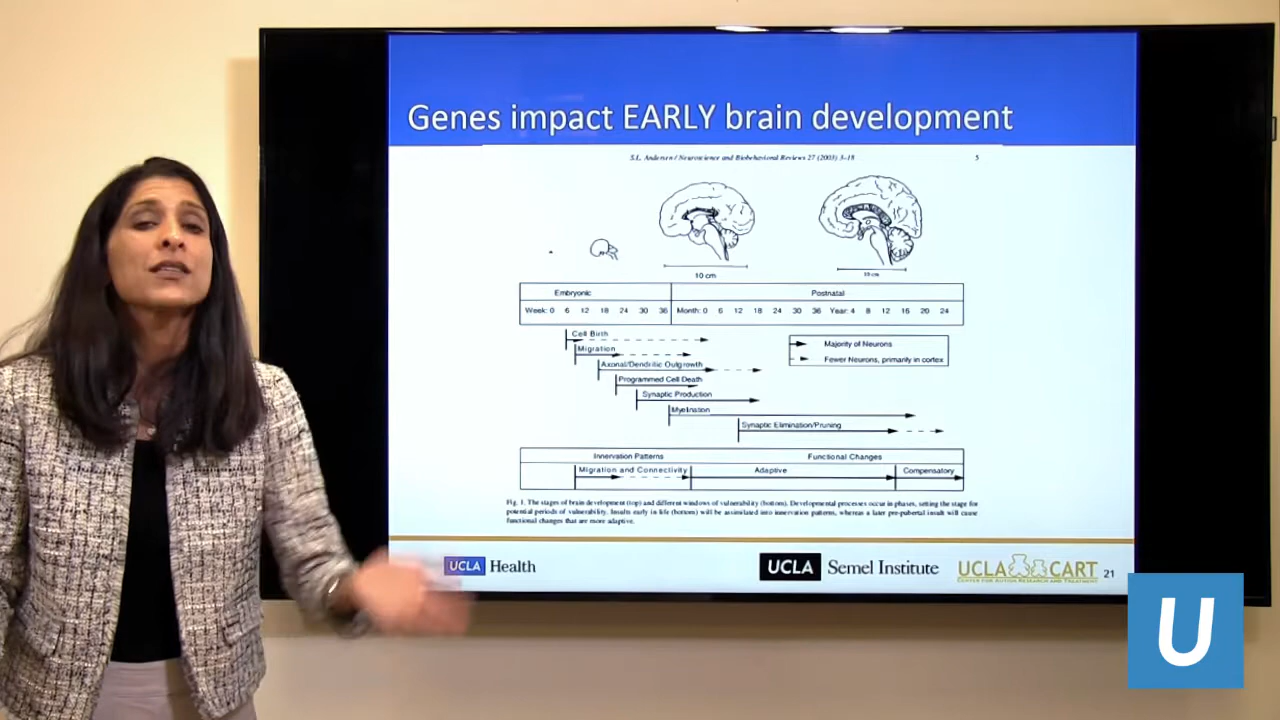 Genes impact EARLY brain development
S.L. Andersen / Neuroscience and Biobehavioral Reviews 27 (2003) 3–18 5
10 cm 10 cm
Embryonic Postnatal
Week: 0 6 12 18 24 30 36 Month: 0 6 12 18 24 30 36 Year: 4 8 12 16 20 24
Cell Birth
Majority of Neurons
Migration
Fewer Neurons, primarily in cortex
Axonal/Dendritic Outgrowth
Programmed Cell Death
Synaptic Production
Myelination
Synaptic Elimination/Pruning
Innervation Patterns Functional Changes
Migration and Connectivity Adaptive Compensatory
Fig. 1. The stages of brain development (top) and different windows of vulnerability (bottom). Developmental processes occur in phases, setting the stage for
potential periods of vulnerability. Insults early in life (bottom) will be assimilated into innervation patterns, whereas a later pre-pubertal insult will cause
functional changes that are more adaptive.
UCLA Health UCLA Semel Institute UCLA CART 21
CENTER FOR AUTISM RESEARCH AND TREATMENT
U